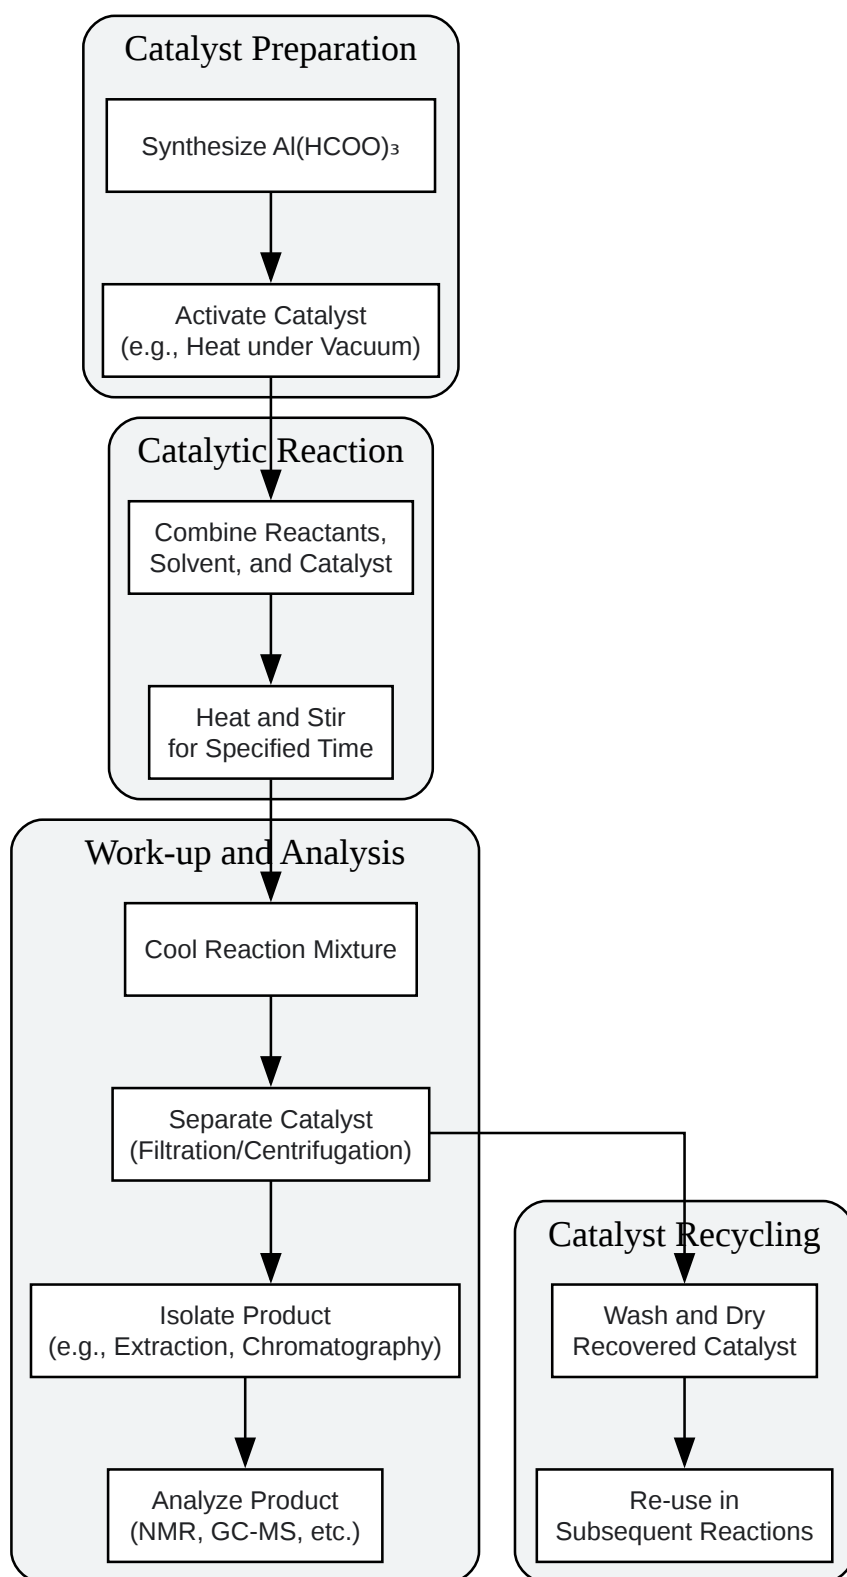 Catalyst Preparation
Synthesize Al(HCOO)₃
Activate Catalyst
(e.g., Heat under Vacuum)
Catalytic Reaction
Combine Reactants,
Solvent, and Catalyst
Heat and Stir
for Specified Time
Work-up and Analysis
Cool Reaction Mixture
Separate Catalyst
(Filtration/Centrifugation)
Isolate Product
(e.g., Extraction, Chromatography)
Analyze Product
(NMR, GC-MS, etc.)
Catalyst Recycling
Wash and Dry
Recovered Catalyst
Re-use in
Subsequent Reactions